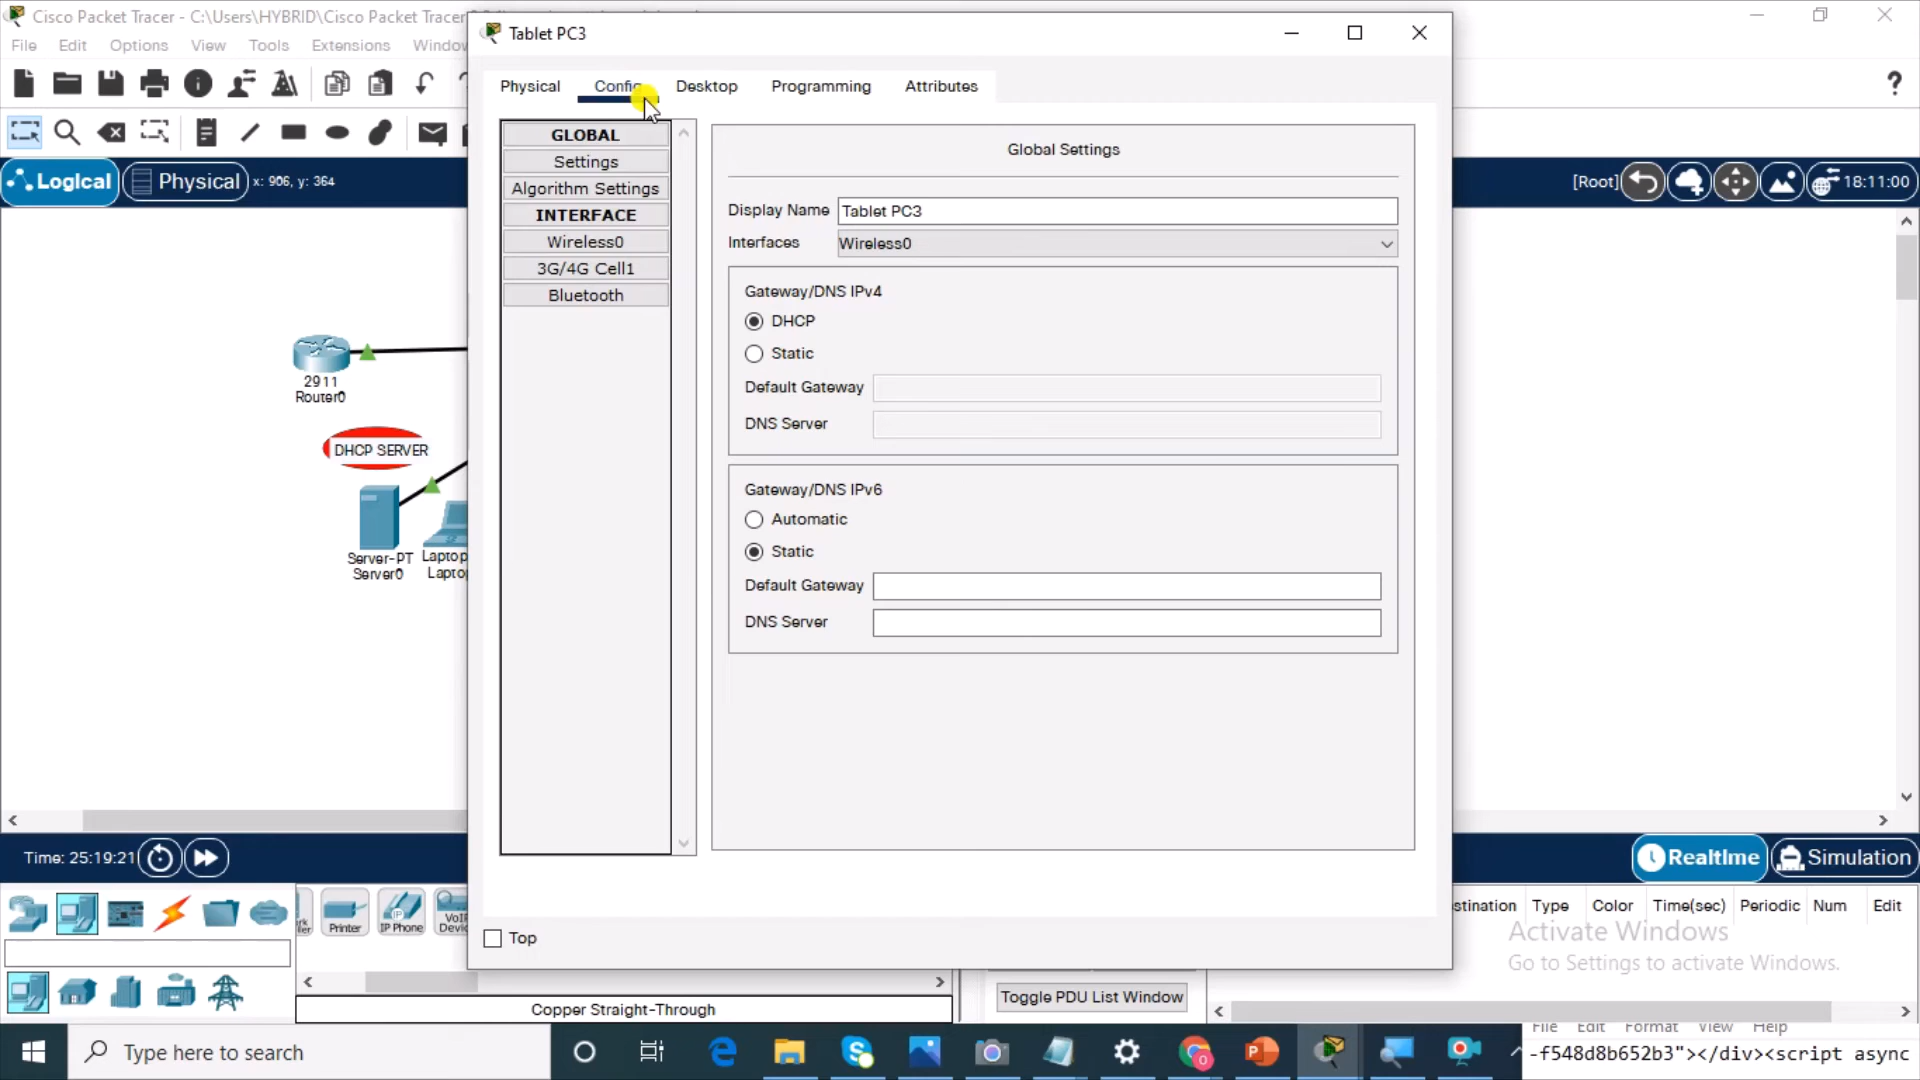 Cisco Packet Tracer - C:\Users\HYBRID\Cisco Packet Tracer
File Edit Options View Tools Extensions Window
Logical Physical x: 906, y: 364
[Root] 18:11:00
Tablet PC3
Physical Config Desktop Programming Attributes
GLOBAL
Settings
Algorithm Settings
INTERFACE
Wireless0
3G/4G Cell1
Bluetooth
Global Settings
Display Name Tablet PC3
Interfaces Wireless0
Gateway/DNS IPv4
DHCP
Static
Default Gateway
DNS Server
Gateway/DNS IPv6
Automatic
Static
Default Gateway
DNS Server
Top
2911
Router0
DHCP SERVER
Server-PT
Server0
Laptop
Laptop
Time: 25:19:21
Realtime Simulation
Printer
IP Phone
VoIP
Copper Straight-Through
Toggle PDU List Window
stination Type Color Time(sec) Periodic Num Edit
Activate Windows
Go to Settings to activate Windows.
File Edit Format View Help
-f548d8b652b3"></div><script async
Type here to search